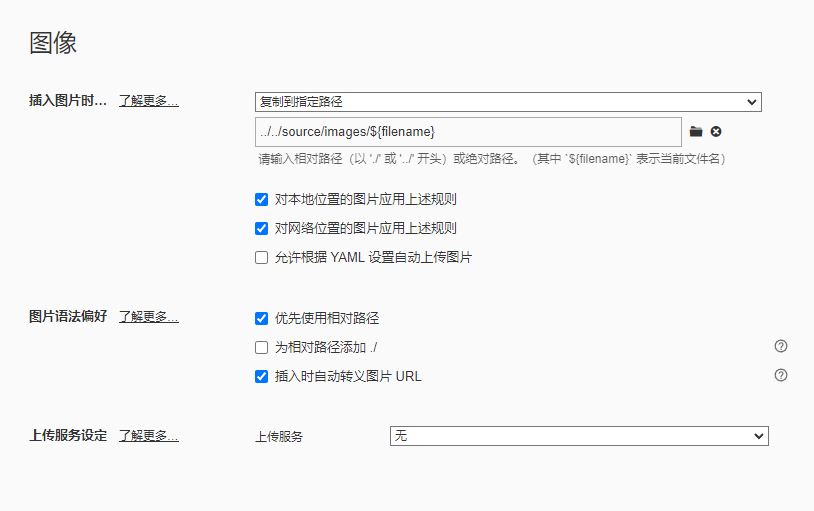 图像
插入图片时... 了解更多...
复制到指定路径
../../source/images/${filename}
请输入相对路径（以 './' 或 '../' 开头）或绝对路径。（其中 `${filename}` 表示当前文件名）
对本地位置的图片应用上述规则
对网络位置的图片应用上述规则
允许根据 YAML 设置自动上传图片
图片语法偏好 了解更多...
优先使用相对路径
为相对路径添加 ./
插入时自动转义图片 URL
上传服务设定 了解更多...
上传服务 无